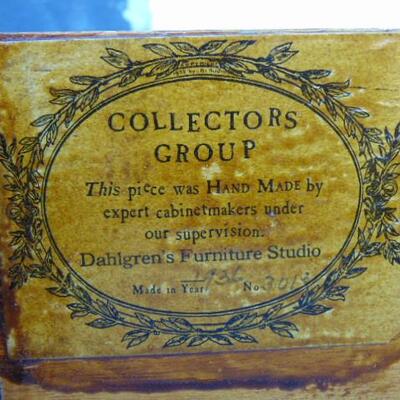 COLLECTORS
GROUP
This piece was HAND MADE by
expert cabinetmakers under
our supervision.
Dahlgren's Furniture Studio
Made in Year 1936 No. 3018